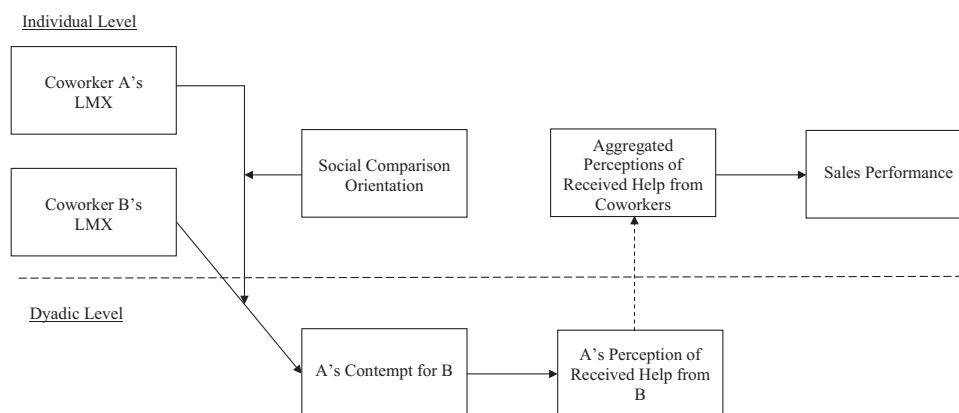 Individual Level
Coworker A’s
LMX
Social Comparison
Orientation
Aggregated
Perceptions of
Received Help from
Coworkers
Sales Performance
Coworker B’s
LMX
Dyadic Level
A’s Contempt for B
A’s Perception of
Received Help from
B